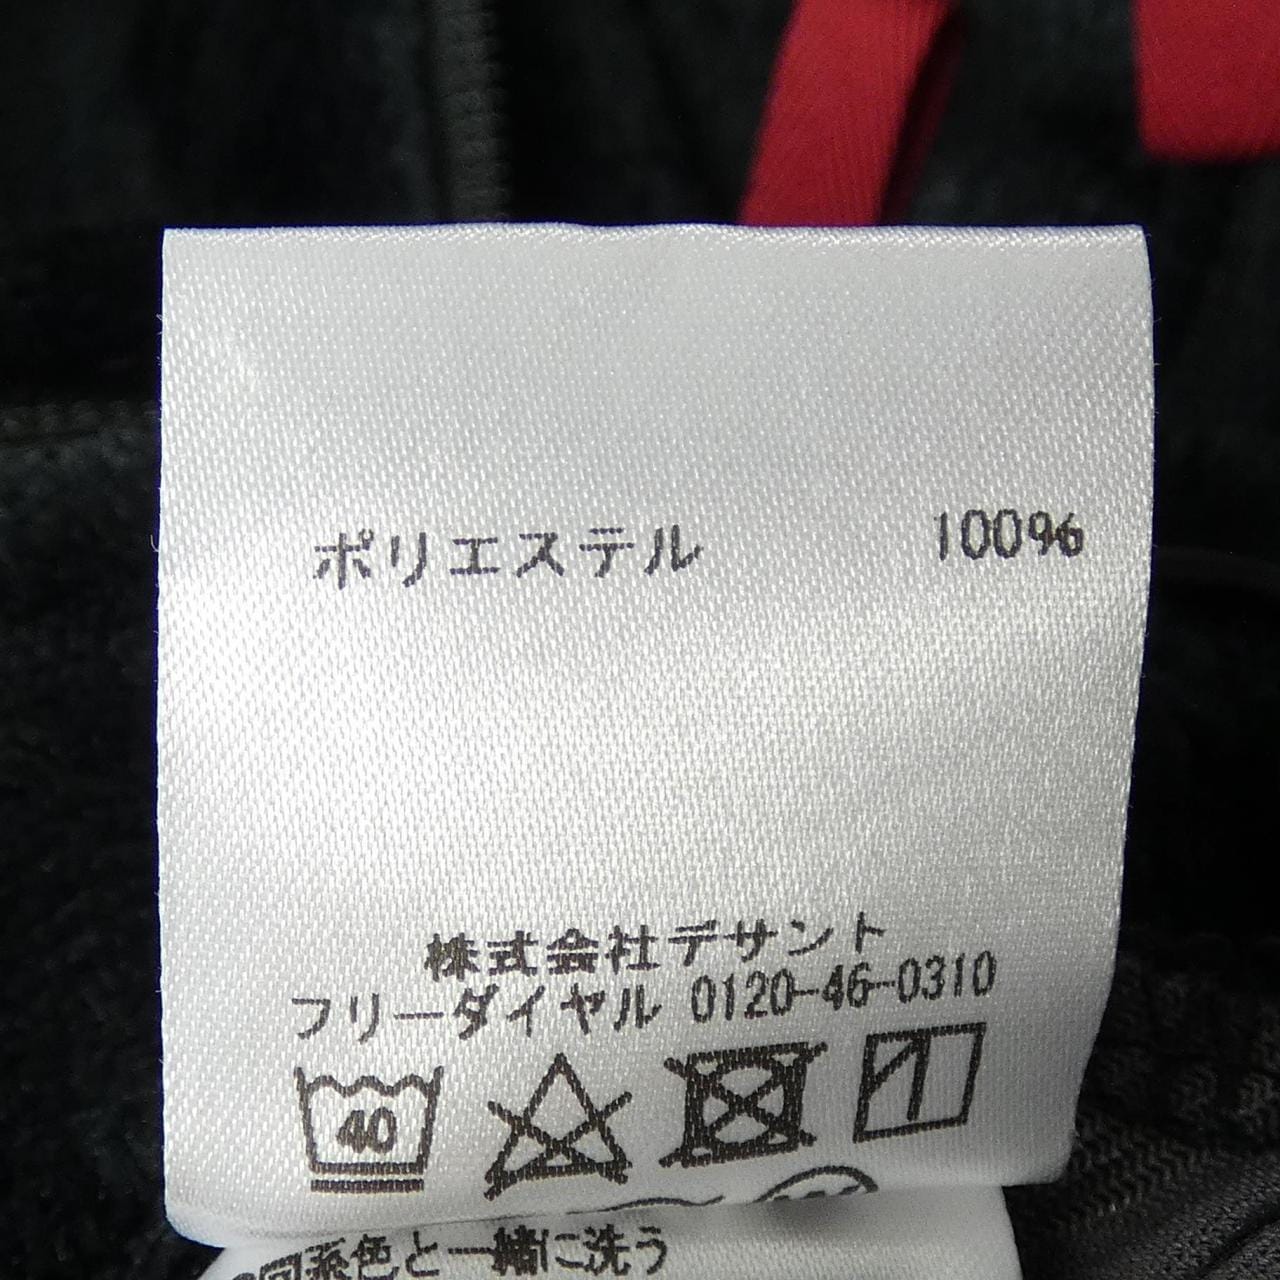 ポリエステル 100%
株式会社デサント
フリーダイヤル 0120-46-0310
40
同系色と一緒に洗う